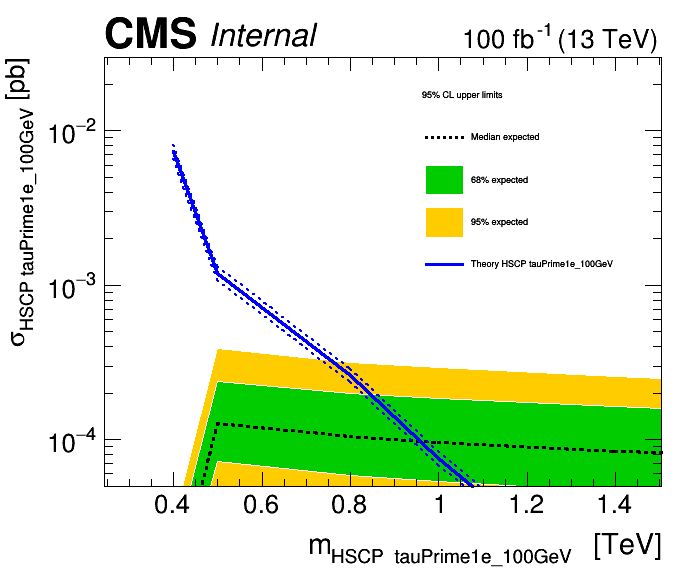 CMS Internal 100 fb⁻¹ (13 TeV)
σHSCP tauPrime1e_100GeV [pb]
95% CL upper limits
Median expected
68% expected
95% expected
Theory HSCP tauPrime1e_100GeV
10⁻²
10⁻³
10⁻⁴
0.4 0.6 0.8 1 1.2 1.4
mHSCP tauPrime1e_100GeV [TeV]